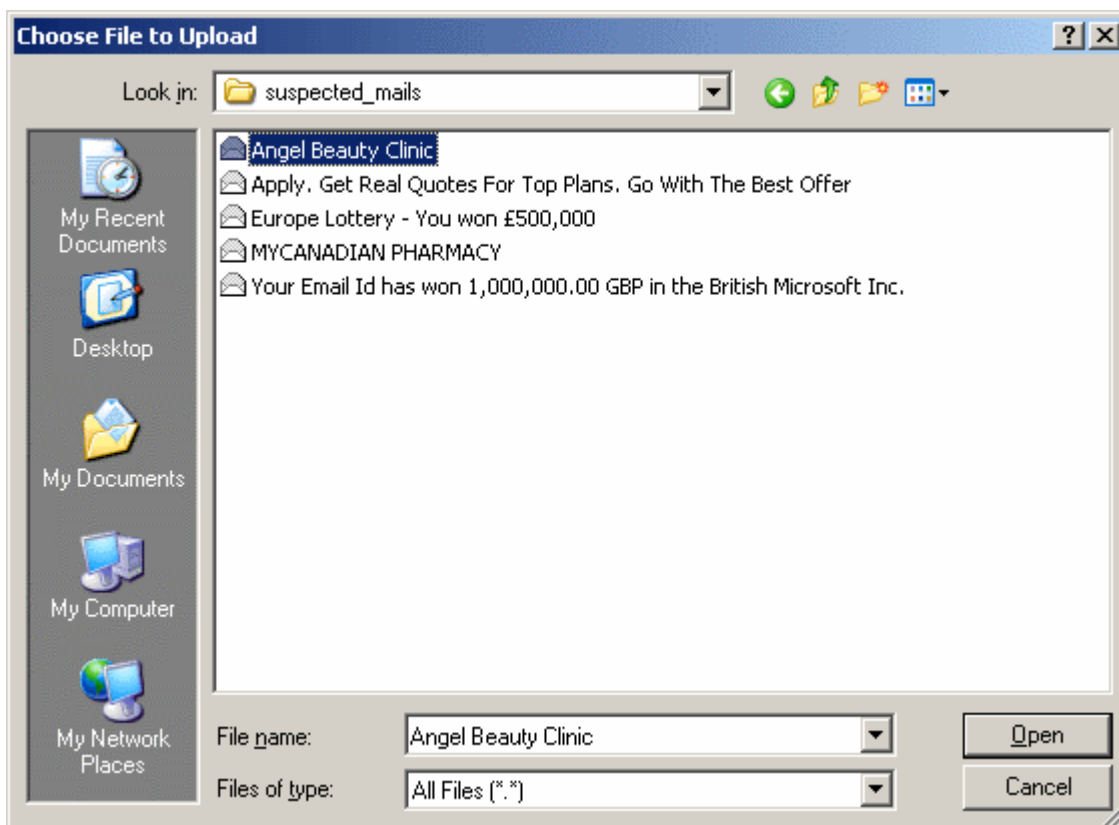 Choose File to Upload
Look in:
suspected_mails
My Recent
Documents
Desktop
My Documents
My Computer
My Network
Places
Angel Beauty Clinic
Apply. Get Real Quotes For Top Plans. Go With The Best Offer
Europe Lottery - You won £500,000
MYCANADIAN PHARMACY
Your Email Id has won 1,000,000.00 GBP in the British Microsoft Inc.
File name:
Angel Beauty Clinic
Open
Files of type:
All Files (*.*)
Cancel